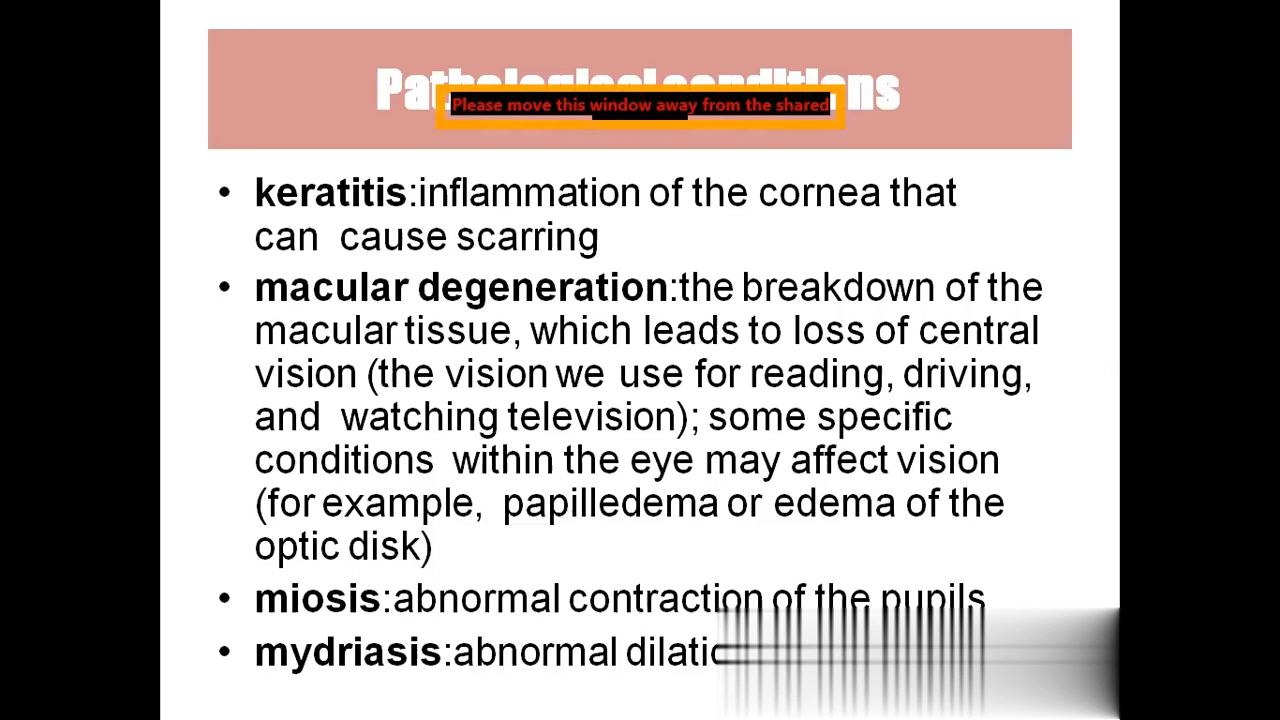 Pathological conditions
Please move this window away from the shared
• keratitis:inflammation of the cornea that
can cause scarring
• macular degeneration:the breakdown of the
macular tissue, which leads to loss of central
vision (the vision we use for reading, driving,
and watching television); some specific
conditions within the eye may affect vision
(for example, papilledema or edema of the
optic disk)
• miosis:abnormal contraction of the pupils
• mydriasis:abnormal